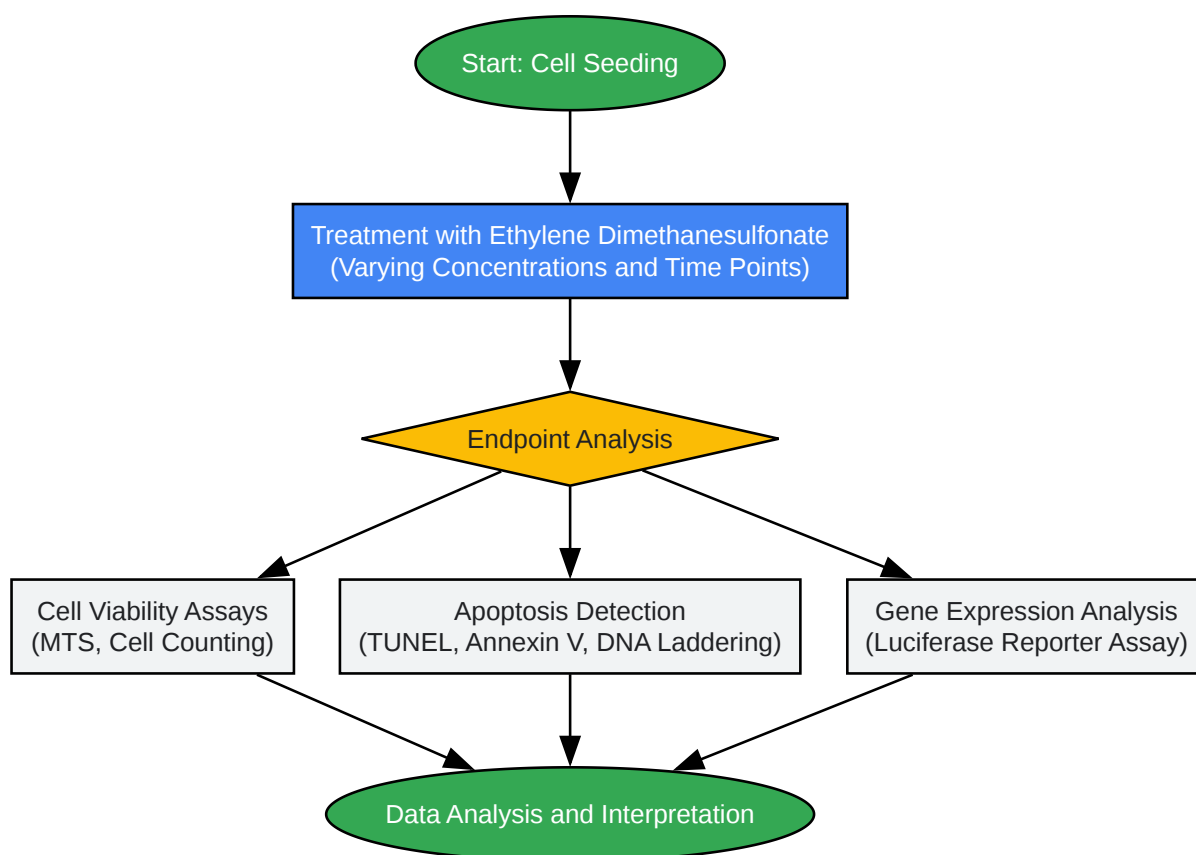 Start: Cell Seeding
Treatment with Ethylene Dimethanesulfonate
(Varying Concentrations and Time Points)
Endpoint Analysis
Cell Viability Assays
(MTS, Cell Counting)
Apoptosis Detection
(TUNEL, Annexin V, DNA Laddering)
Gene Expression Analysis
(Luciferase Reporter Assay)
Data Analysis and Interpretation